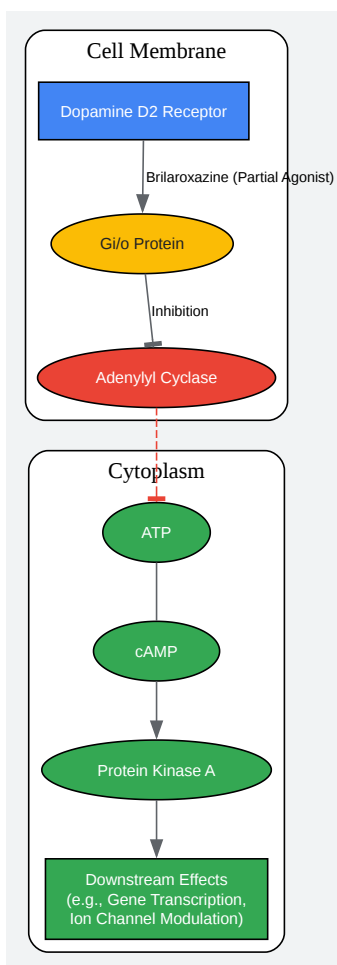 Cell Membrane
Dopamine D2 Receptor
Brilaroxazine (Partial Agonist)
Gi/o Protein
Inhibition
Adenylyl Cyclase
Cytoplasm
ATP
cAMP
Protein Kinase A
Downstream Effects
(e.g., Gene Transcription,
Ion Channel Modulation)